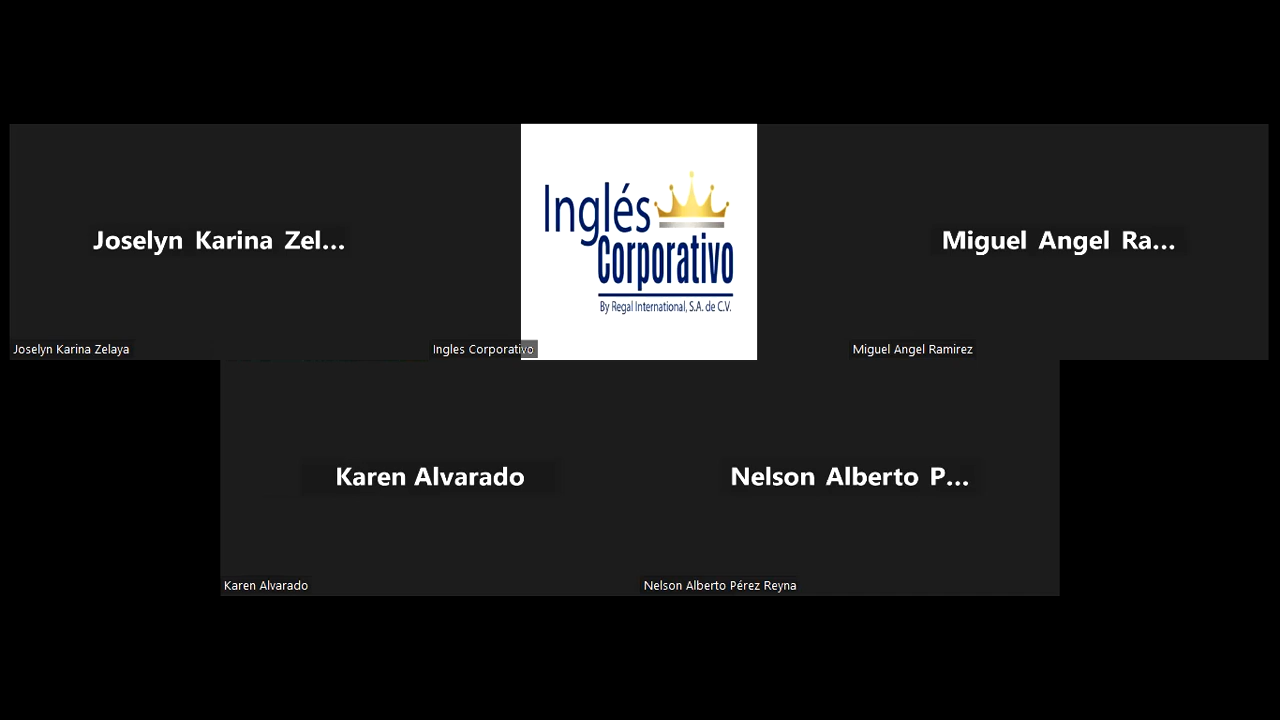 Joselyn Karina Zel...
Inglés
Corporativo
By Regal International, S.A. de C.V.
Miguel Angel Ra...
Joselyn Karina Zelaya
Ingles Corporativo
Miguel Angel Ramirez
Karen Alvarado
Nelson Alberto P...
Karen Alvarado
Nelson Alberto Pérez Reyna